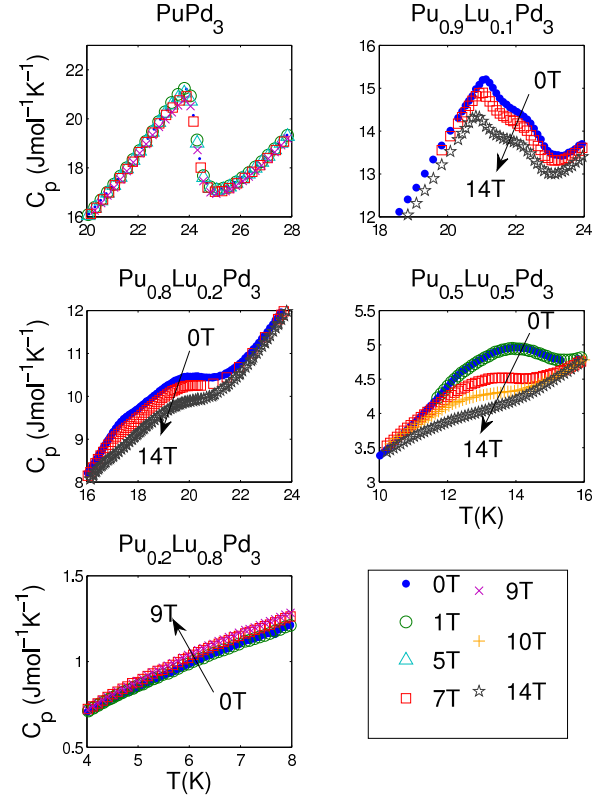 PuPd3
Cp (Jmol−1K−1)
22
21
20
19
18
17
16
20 22 24 26 28
Pu0.9Lu0.1Pd3
16
15
14
13
12
18 20 22 24
0T
14T
Pu0.8Lu0.2Pd3
Cp (Jmol−1K−1)
12
11
10
9
8
16 18 20 22 24
0T
14T
Pu0.5Lu0.5Pd3
5.5
5
4.5
4
3.5
3
10 12 14 16
T(K)
0T
14T
Pu0.2Lu0.8Pd3
Cp (Jmol−1K−1)
1.5
1
0.5
4 5 6 7 8
T(K)
9T
0T
0T
1T
5T
7T
9T
10T
14T